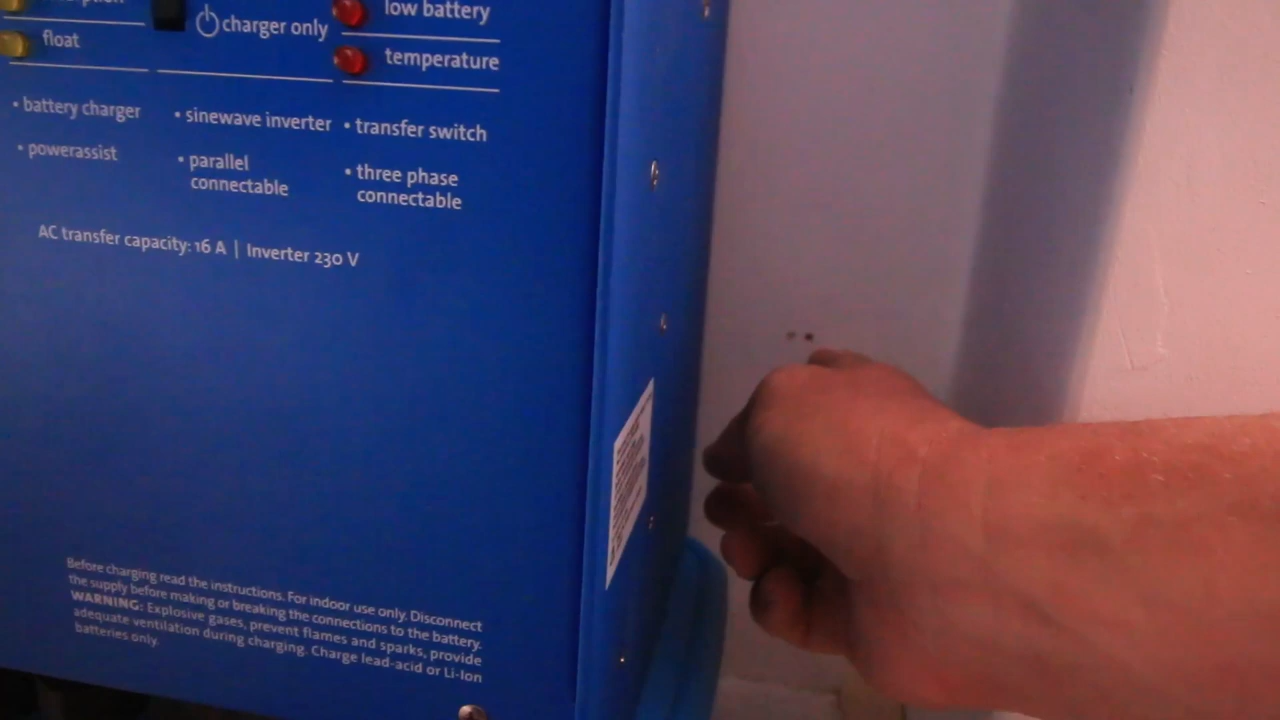 low battery
charger only
float
temperature
• battery charger
• sinewave inverter
• transfer switch
• powerassist
• parallel
connectable
• three phase
connectable
AC transfer capacity: 16 A | Inverter 230 V
Before charging read the instructions. For indoor use only. Disconnect
the supply before making or breaking the connections to the battery.
WARNING: Explosive gases, prevent flames and sparks, provide
adequate ventilation during charging. Charge lead-acid or Li-Ion
batteries only.